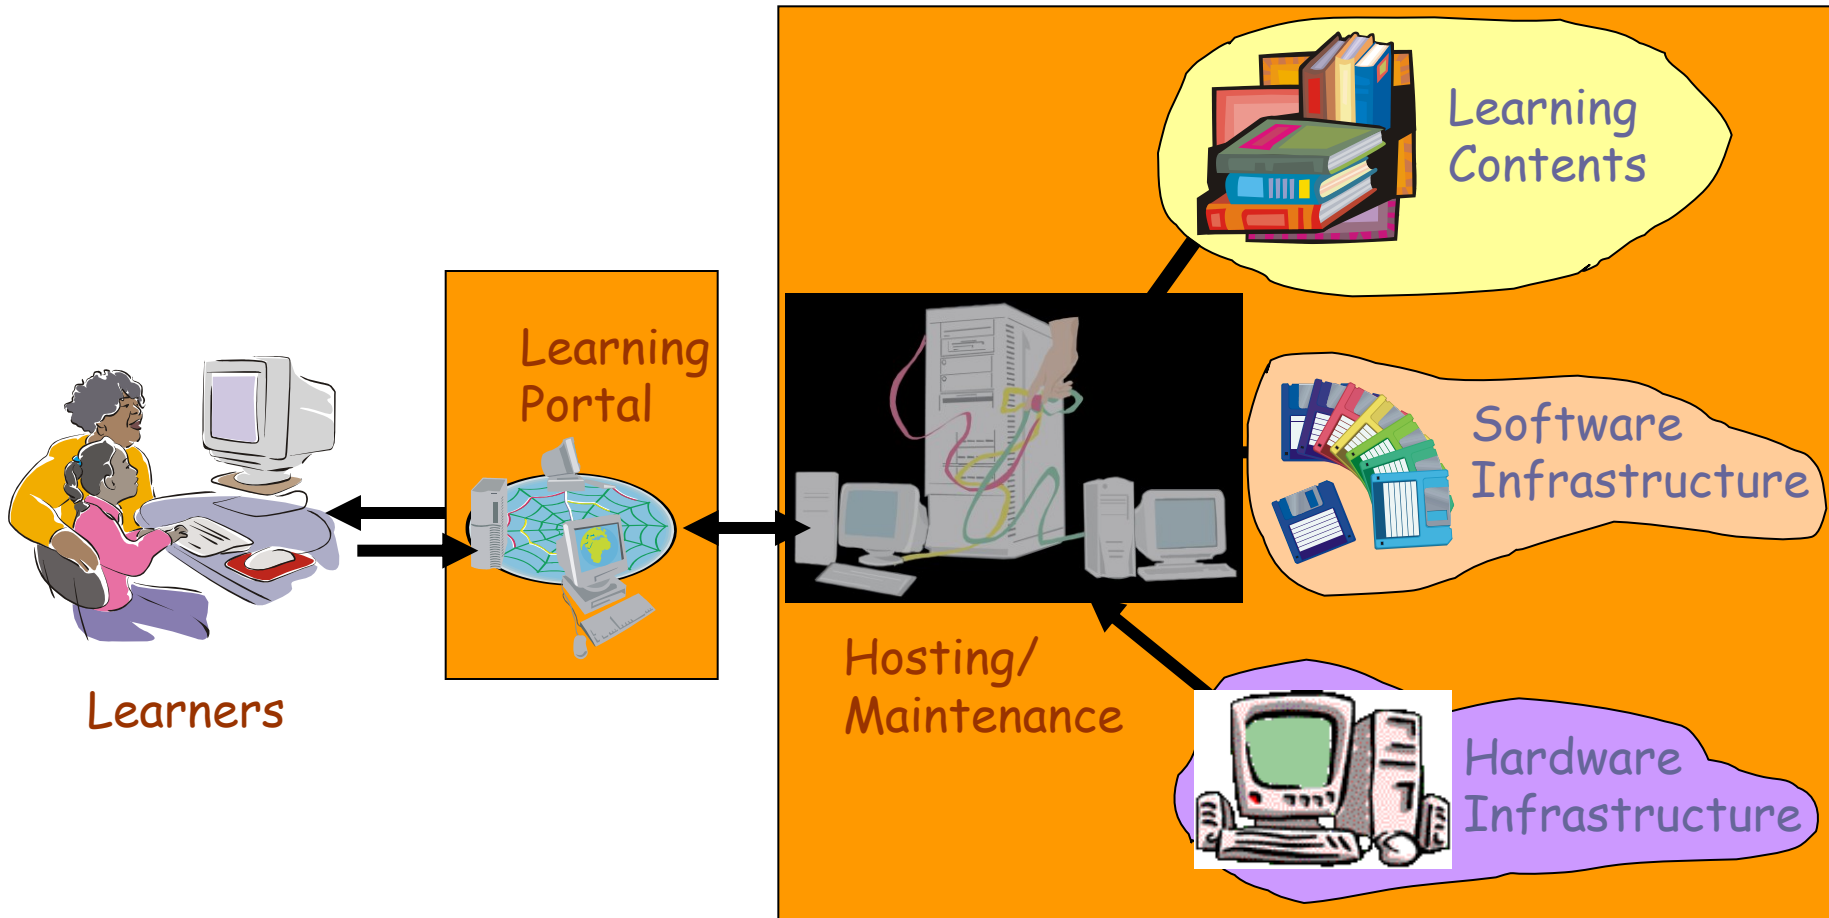 Learning
Contents
Learning
Portal
Software
Infrastructure
Hosting/
Maintenance
Learners
Hardware
Infrastructure